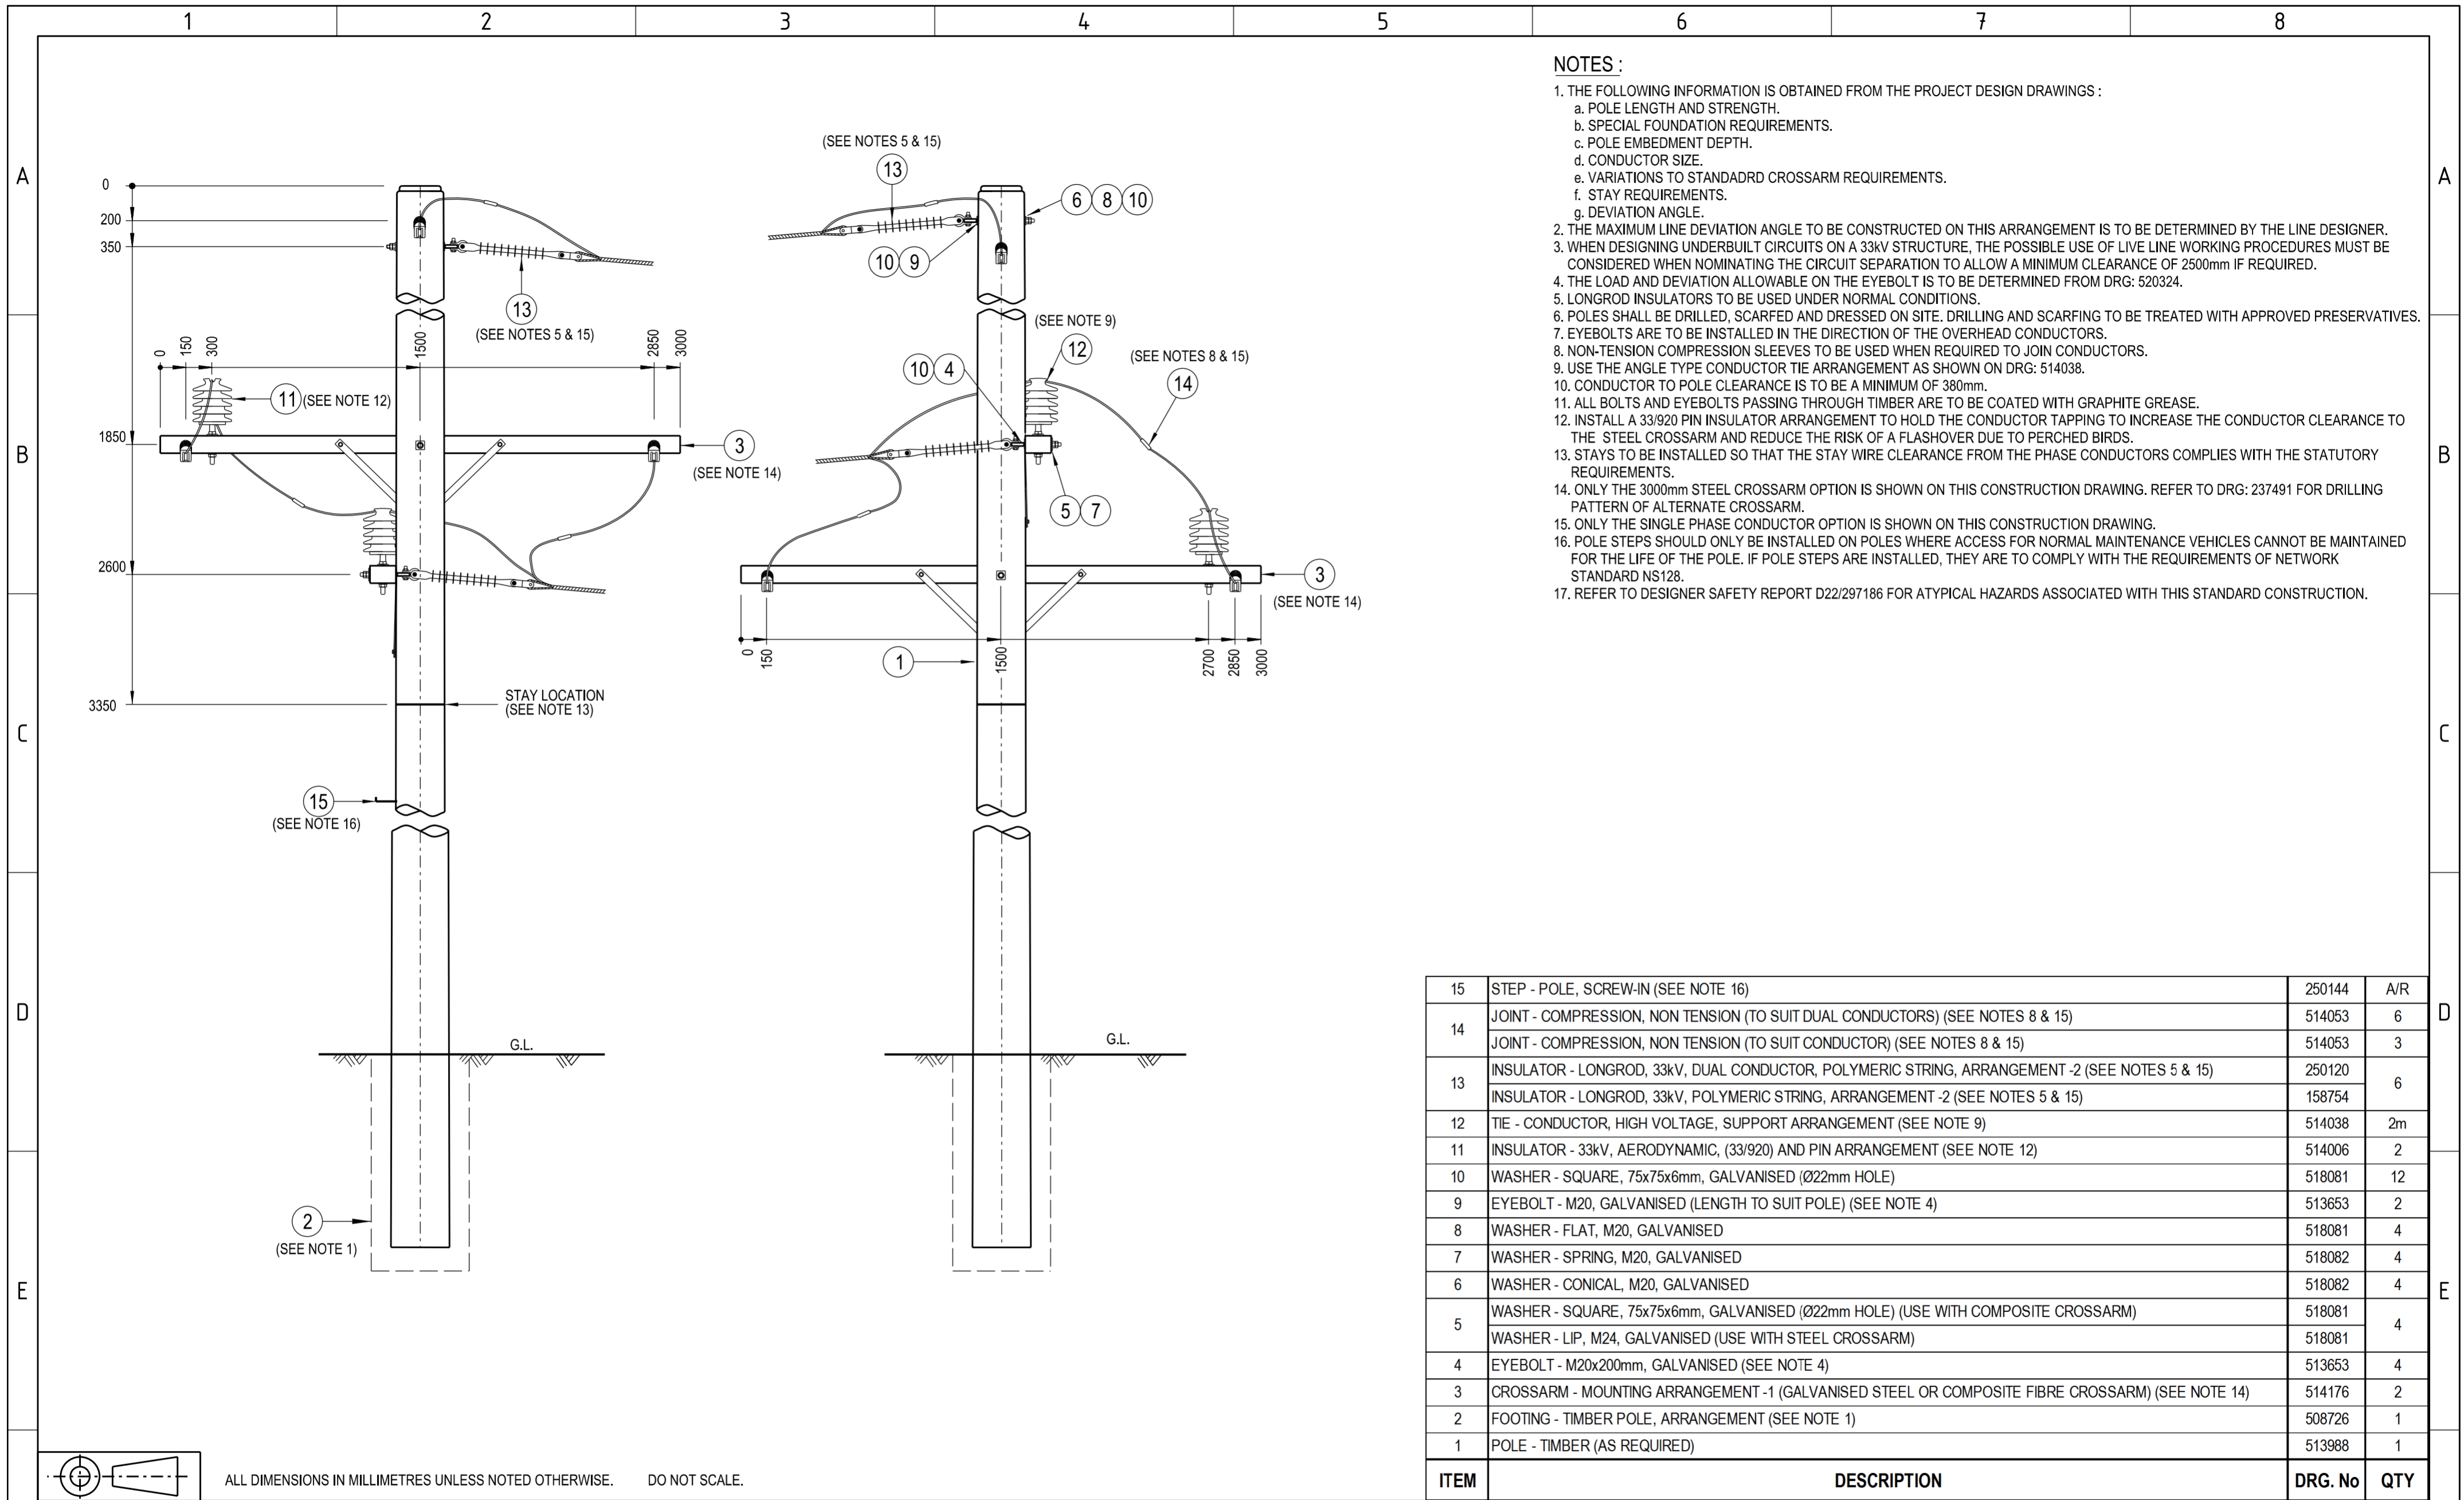 1 2 3 4 5 6 7 8
A
B
C
D
E
A
B
C
D
E
0
200
350
1850
2600
3350
13
(SEE NOTES 5 & 15)
0
150
300
1500
2850
3000
11 (SEE NOTE 12)
3
(SEE NOTE 14)
STAY LOCATION
(SEE NOTE 13)
15
(SEE NOTE 16)
G.L.
2
(SEE NOTE 1)
(SEE NOTES 5 & 15)
13
6 8 10
10 9
(SEE NOTE 9)
12
10 4
(SEE NOTES 8 & 15)
14
5 7
3
(SEE NOTE 14)
0
150
1500
2700
2850
3000
1
G.L.
NOTES :
1. THE FOLLOWING INFORMATION IS OBTAINED FROM THE PROJECT DESIGN DRAWINGS :
a. POLE LENGTH AND STRENGTH.
b. SPECIAL FOUNDATION REQUIREMENTS.
c. POLE EMBEDMENT DEPTH.
d. CONDUCTOR SIZE.
e. VARIATIONS TO STANDADRD CROSSARM REQUIREMENTS.
f. STAY REQUIREMENTS.
g. DEVIATION ANGLE.
2. THE MAXIMUM LINE DEVIATION ANGLE TO BE CONSTRUCTED ON THIS ARRANGEMENT IS TO BE DETERMINED BY THE LINE DESIGNER.
3. WHEN DESIGNING UNDERBUILT CIRCUITS ON A 33kV STRUCTURE, THE POSSIBLE USE OF LIVE LINE WORKING PROCEDURES MUST BE
CONSIDERED WHEN NOMINATING THE CIRCUIT SEPARATION TO ALLOW A MINIMUM CLEARANCE OF 2500mm IF REQUIRED.
4. THE LOAD AND DEVIATION ALLOWABLE ON THE EYEBOLT IS TO BE DETERMINED FROM DRG: 520324.
5. LONGROD INSULATORS TO BE USED UNDER NORMAL CONDITIONS.
6. POLES SHALL BE DRILLED, SCARFED AND DRESSED ON SITE. DRILLING AND SCARFING TO BE TREATED WITH APPROVED PRESERVATIVES.
7. EYEBOLTS ARE TO BE INSTALLED IN THE DIRECTION OF THE OVERHEAD CONDUCTORS.
8. NON-TENSION COMPRESSION SLEEVES TO BE USED WHEN REQUIRED TO JOIN CONDUCTORS.
9. USE THE ANGLE TYPE CONDUCTOR TIE ARRANGEMENT AS SHOWN ON DRG: 514038.
10. CONDUCTOR TO POLE CLEARANCE IS TO BE A MINIMUM OF 380mm.
11. ALL BOLTS AND EYEBOLTS PASSING THROUGH TIMBER ARE TO BE COATED WITH GRAPHITE GREASE.
12. INSTALL A 33/920 PIN INSULATOR ARRANGEMENT TO HOLD THE CONDUCTOR TAPPING TO INCREASE THE CONDUCTOR CLEARANCE TO
THE STEEL CROSSARM AND REDUCE THE RISK OF A FLASHOVER DUE TO PERCHED BIRDS.
13. STAYS TO BE INSTALLED SO THAT THE STAY WIRE CLEARANCE FROM THE PHASE CONDUCTORS COMPLIES WITH THE STATUTORY
REQUIREMENTS.
14. ONLY THE 3000mm STEEL CROSSARM OPTION IS SHOWN ON THIS CONSTRUCTION DRAWING. REFER TO DRG: 237491 FOR DRILLING
PATTERN OF ALTERNATE CROSSARM.
15. ONLY THE SINGLE PHASE CONDUCTOR OPTION IS SHOWN ON THIS CONSTRUCTION DRAWING.
16. POLE STEPS SHOULD ONLY BE INSTALLED ON POLES WHERE ACCESS FOR NORMAL MAINTENANCE VEHICLES CANNOT BE MAINTAINED
FOR THE LIFE OF THE POLE. IF POLE STEPS ARE INSTALLED, THEY ARE TO COMPLY WITH THE REQUIREMENTS OF NETWORK
STANDARD NS128.
17. REFER TO DESIGNER SAFETY REPORT D22/297186 FOR ATYPICAL HAZARDS ASSOCIATED WITH THIS STANDARD CONSTRUCTION.
15 STEP - POLE, SCREW-IN (SEE NOTE 16) 250144 A/R
14 JOINT - COMPRESSION, NON TENSION (TO SUIT DUAL CONDUCTORS) (SEE NOTES 8 & 15) 514053 6
JOINT - COMPRESSION, NON TENSION (TO SUIT CONDUCTOR) (SEE NOTES 8 & 15) 514053 3
13 INSULATOR - LONGROD, 33kV, DUAL CONDUCTOR, POLYMERIC STRING, ARRANGEMENT -2 (SEE NOTES 5 & 15) 250120 6
INSULATOR - LONGROD, 33kV, POLYMERIC STRING, ARRANGEMENT -2 (SEE NOTES 5 & 15) 158754
12 TIE - CONDUCTOR, HIGH VOLTAGE, SUPPORT ARRANGEMENT (SEE NOTE 9) 514038 2m
11 INSULATOR - 33kV, AERODYNAMIC, (33/920) AND PIN ARRANGEMENT (SEE NOTE 12) 514006 2
10 WASHER - SQUARE, 75x75x6mm, GALVANISED (Ø22mm HOLE) 518081 12
9 EYEBOLT - M20, GALVANISED (LENGTH TO SUIT POLE) (SEE NOTE 4) 513653 2
8 WASHER - FLAT, M20, GALVANISED 518081 4
7 WASHER - SPRING, M20, GALVANISED 518082 4
6 WASHER - CONICAL, M20, GALVANISED 518082 4
5 WASHER - SQUARE, 75x75x6mm, GALVANISED (Ø22mm HOLE) (USE WITH COMPOSITE CROSSARM) 518081 4
WASHER - LIP, M24, GALVANISED (USE WITH STEEL CROSSARM) 518081
4 EYEBOLT - M20x200mm, GALVANISED (SEE NOTE 4) 513653 4
3 CROSSARM - MOUNTING ARRANGEMENT -1 (GALVANISED STEEL OR COMPOSITE FIBRE CROSSARM) (SEE NOTE 14) 514176 2
2 FOOTING - TIMBER POLE, ARRANGEMENT (SEE NOTE 1) 508726 1
1 POLE - TIMBER (AS REQUIRED) 513988 1
ITEM DESCRIPTION DRG. No QTY
ALL DIMENSIONS IN MILLIMETRES UNLESS NOTED OTHERWISE. DO NOT SCALE.